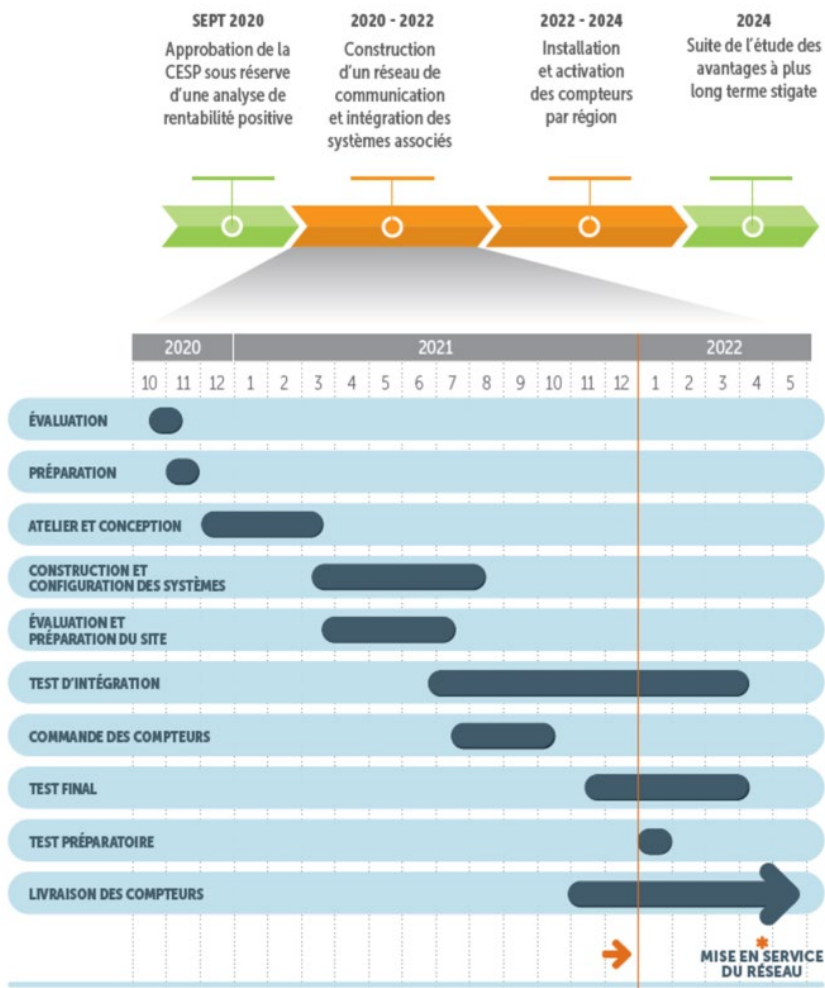 SEPT 2020
Approbation de la
CESP sous réserve
d'une analyse de
rentabilité positive
2020 - 2022
Construction
d'un réseau de
communication
et intégration des
systèmes associés
2022 - 2024
Installation
et activation
des compteurs
par région
2024
Suite de l'étude des
avantages à plus
long terme stigate
2020 2021 2022
10 11 12 1 2 3 4 5 6 7 8 9 10 11 12 1 2 3 4 5
ÉVALUATION
PRÉPARATION
ATELIER ET CONCEPTION
CONSTRUCTION ET
CONFIGURATION DES SYSTÈMES
ÉVALUATION ET
PRÉPARATION DU SITE
TEST D'INTÉGRATION
COMMANDE DES COMPTEURS
TEST FINAL
TEST PRÉPARATOIRE
LIVRAISON DES COMPTEURS
MISE EN SERVICE
DU RÉSEAU